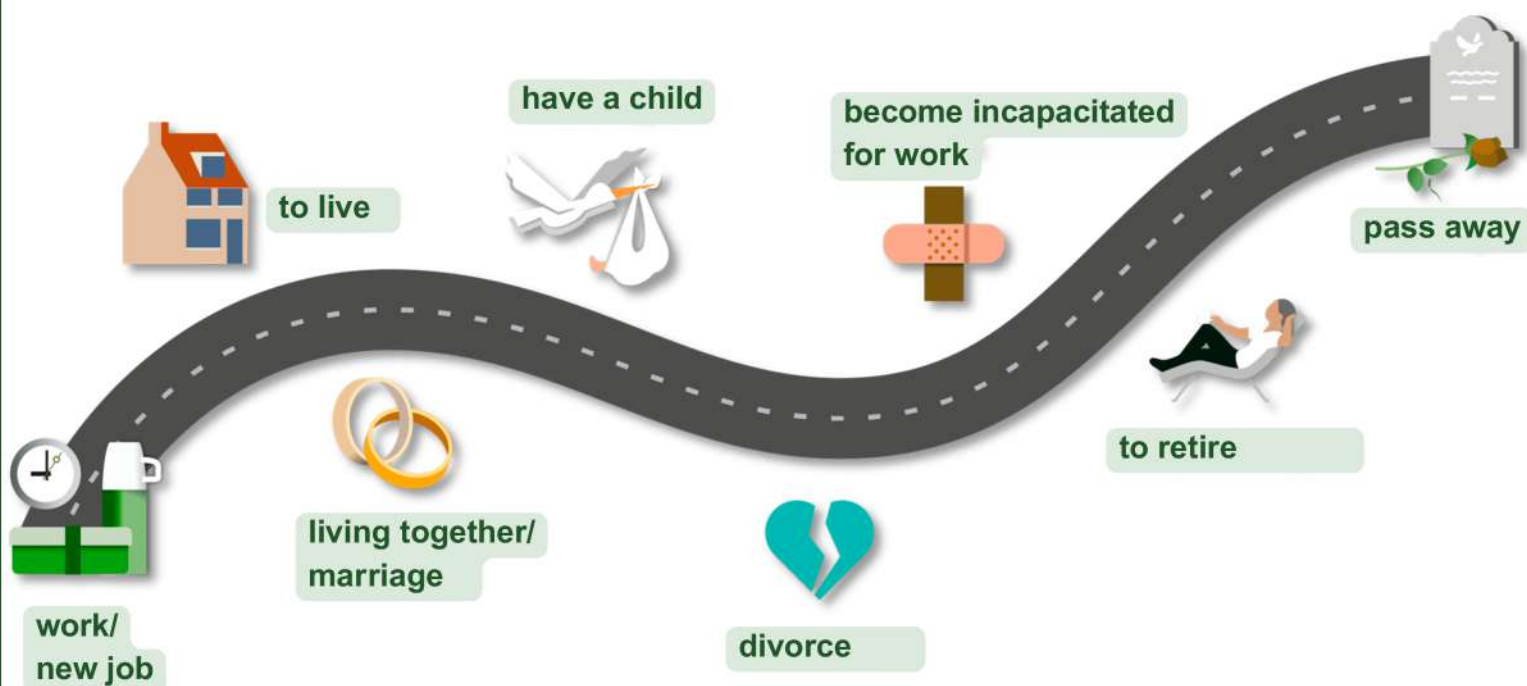 work/
new job
to live
living together/
marriage
have a child
divorce
become incapacitated
for work
to retire
pass away